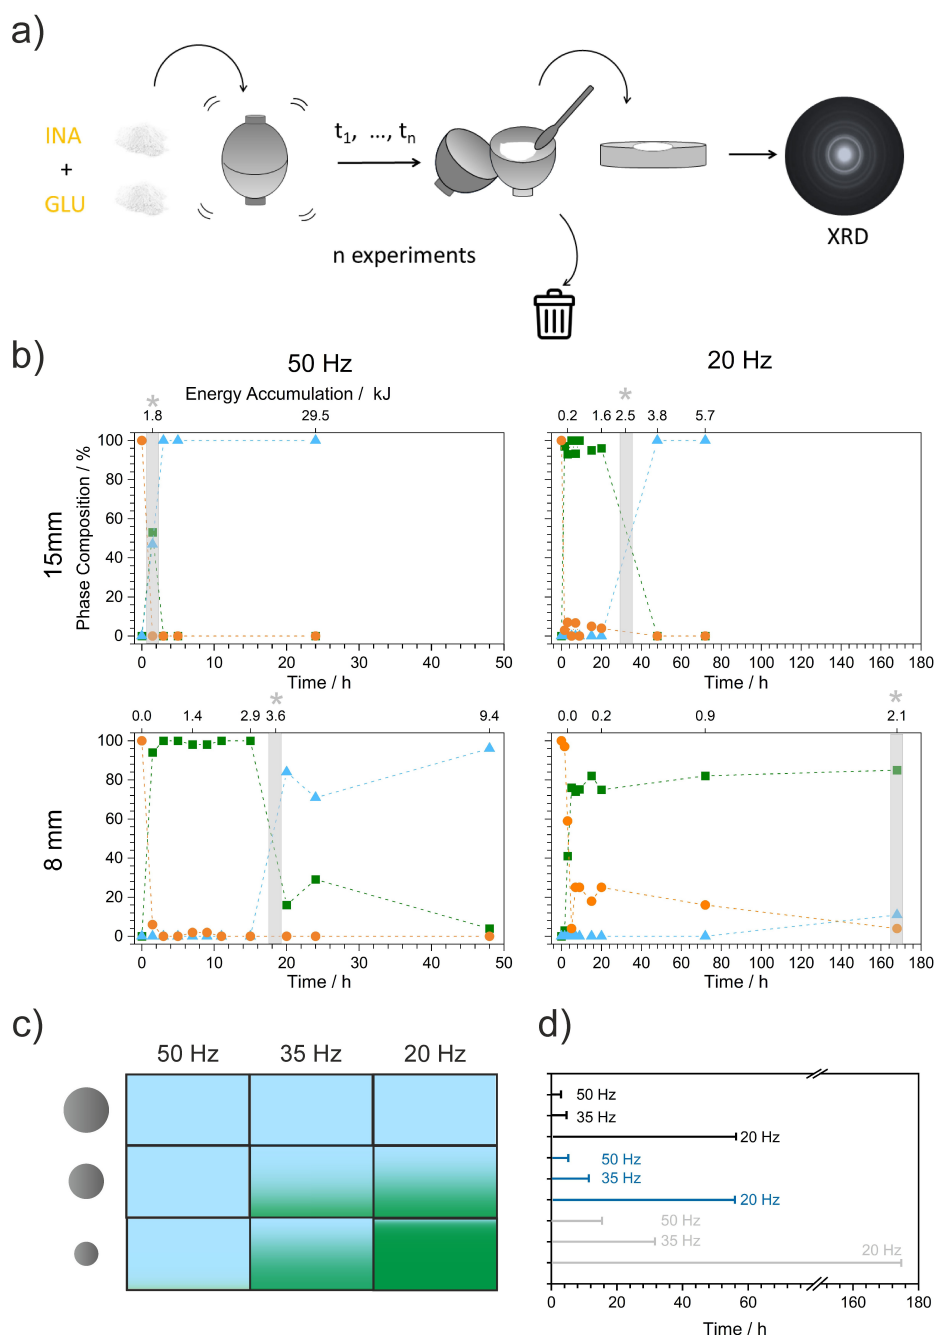 a)
INA
+
GLU
t1, ..., tn
n experiments
XRD
b)
50 Hz
20 Hz
Energy Accumulation / kJ
*
1.8
29.5
*
0.2
1.6
2.5
3.8
5.7
15mm
Phase Composition / %
100
80
60
40
20
0
0
10
20
30
40
50
Time / h
0
20
40
60
80
100
120
140
160
180
Time / h
*
0.0
1.4
2.9
3.6
9.4
*
0.0
0.2
0.9
2.1
8 mm
100
80
60
40
20
0
0
10
20
30
40
50
Time / h
0
20
40
60
80
100
120
140
160
180
Time / h
c)
50 Hz
35 Hz
20 Hz
d)
50 Hz
35 Hz
20 Hz
50 Hz
35 Hz
20 Hz
50 Hz
35 Hz
20 Hz
0
20
40
60
160
180
Time / h